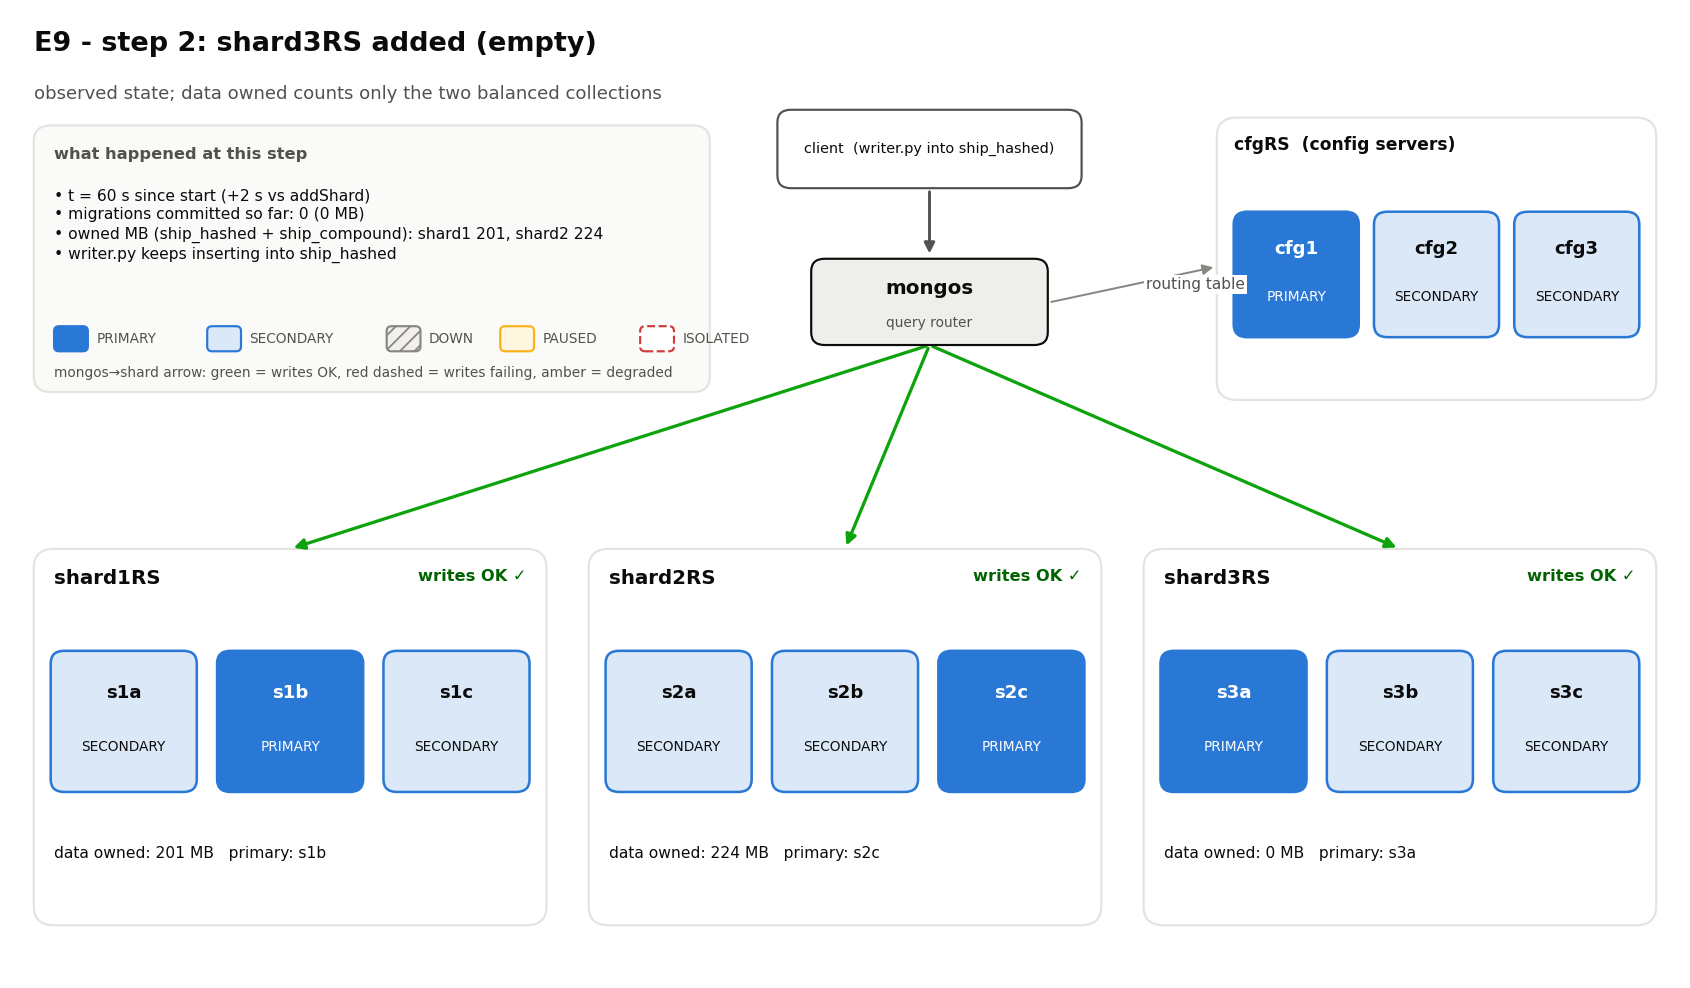 E9 - step 2: shard3RS added (empty)
observed state; data owned counts only the two balanced collections
what happened at this step
• t = 60 s since start (+2 s vs addShard)
• migrations committed so far: 0 (0 MB)
• owned MB (ship_hashed + ship_compound): shard1 201, shard2 224
• writer.py keeps inserting into ship_hashed
PRIMARY SECONDARY DOWN PAUSED ISOLATED
mongos→shard arrow: green = writes OK, red dashed = writes failing, amber = degraded
client (writer.py into ship_hashed)
mongos
query router
routing table
cfgRS (config servers)
cfg1 cfg2 cfg3
PRIMARY SECONDARY SECONDARY
shard1RS writes OK ✓
s1a s1b s1c
SECONDARY PRIMARY SECONDARY
data owned: 201 MB primary: s1b
shard2RS writes OK ✓
s2a s2b s2c
SECONDARY SECONDARY PRIMARY
data owned: 224 MB primary: s2c
shard3RS writes OK ✓
s3a s3b s3c
PRIMARY SECONDARY SECONDARY
data owned: 0 MB primary: s3a